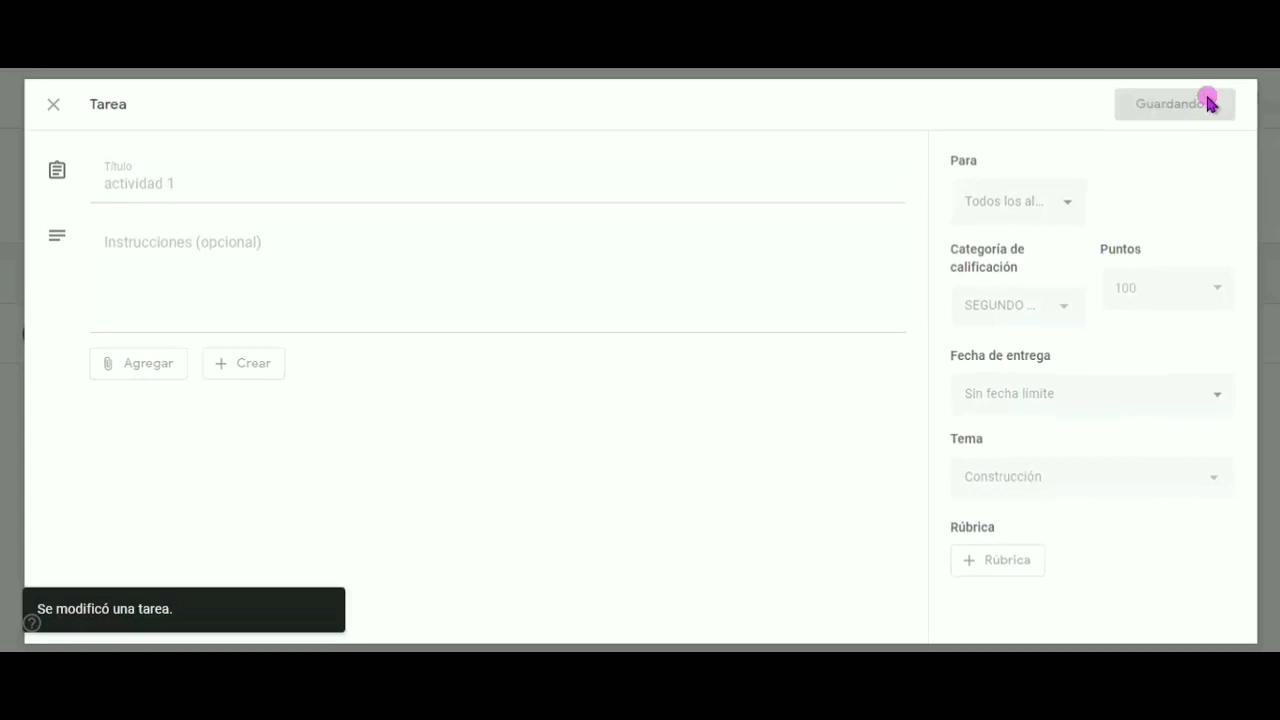 Tarea
Guardando
Título
actividad 1
Instrucciones (opcional)
Agregar
Crear
Para
Todos los al...
Categoría de
calificación
Puntos
SEGUNDO ...
100
Fecha de entrega
Sin fecha límite
Tema
Construcción
Rúbrica
Rúbrica
Se modificó una tarea.